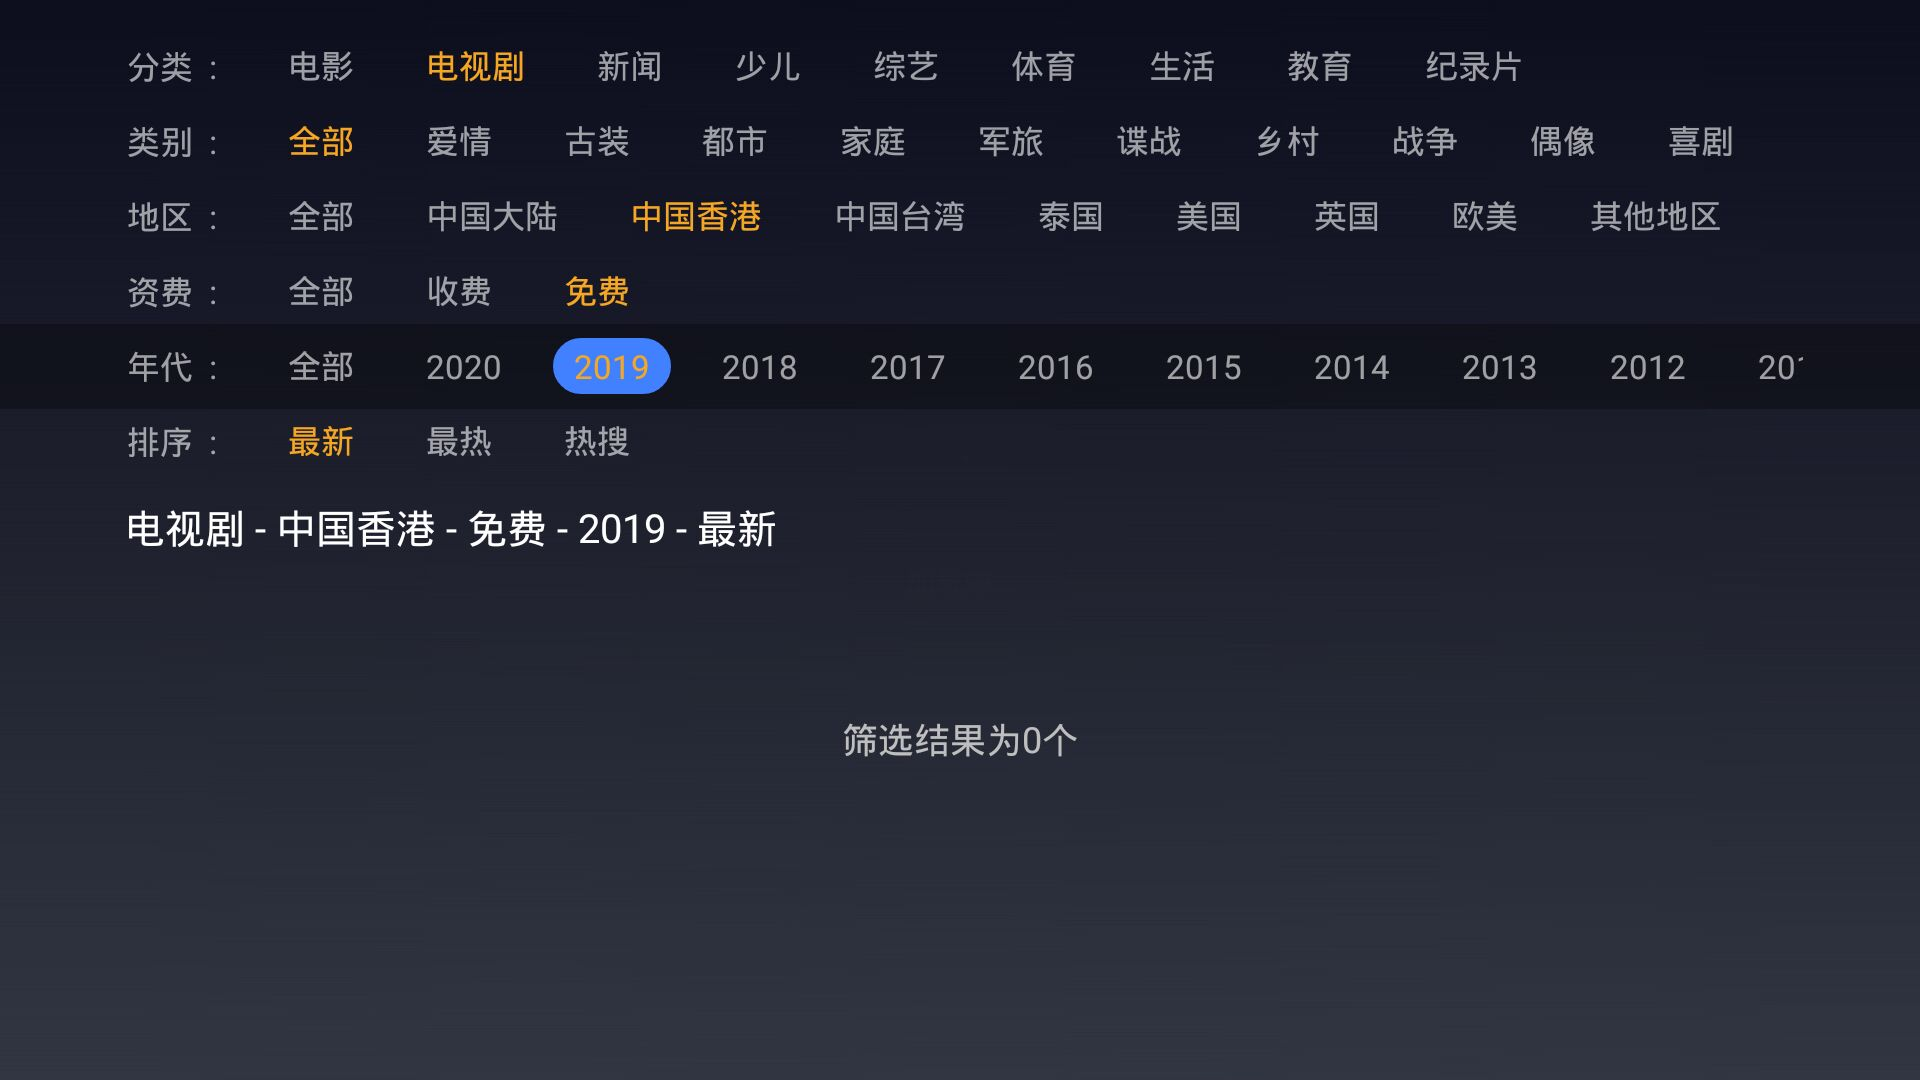 分类 : 电影 电视剧 新闻 少儿 综艺 体育 生活 教育 纪录片
类别 : 全部 爱情 古装 都市 家庭 军旅 谍战 乡村 战争 偶像 喜剧
地区 : 全部 中国大陆 中国香港 中国台湾 泰国 美国 英国 欧美 其他地区
资费 : 全部 收费 免费
年代 : 全部 2020 2019 2018 2017 2016 2015 2014 2013 2012
排序 : 最新 最热 热搜
电视剧 - 中国香港 - 免费 - 2019 - 最新
筛选结果为0个